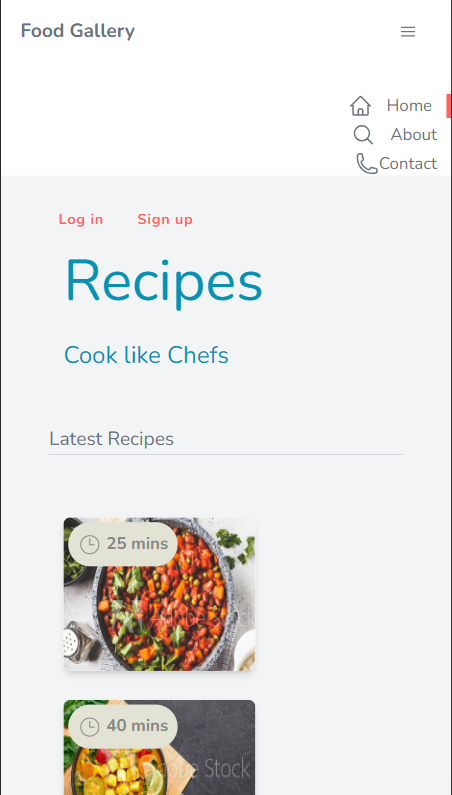 Food Gallery
Home
About
Contact
Log in Sign up
Recipes
Cook like Chefs
Latest Recipes
25 mins
Adobe Stock
40 mins
Adobe Stock